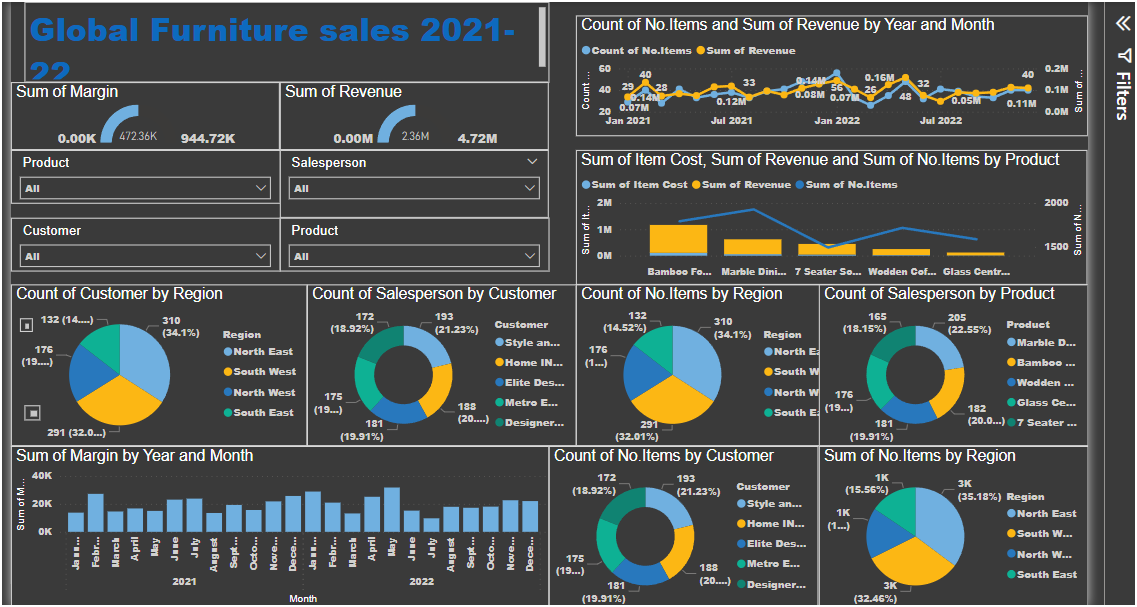 Global Furniture sales 2021-
22
Sum of Margin
0.00K
472.36K
944.72K
Sum of Revenue
0.00M
2.36M
4.72M
Product
All
Salesperson
All
Customer
All
Product
All
Count of No.Items and Sum of Revenue by Year and Month
Count of No.Items Sum of Revenue
Count ...
60
40
20
29
40
28
0.14M
0.07M
0.12M
33
0.14M
0.08M
56
0.07M
0.16M
26
48
32
0.05M
40
0.11M
0.2M
0.1M
0.0M
Sum of ...
Jan 2021 Jul 2021 Jan 2022 Jul 2022
Filters
Sum of Item Cost, Sum of Revenue and Sum of No.Items by Product
Sum of Item Cost Sum of Revenue Sum of No.Items
Sum of It...
2M
1M
0M
2000
1500
Sum of N...
Bamboo Fo... Marble Dini... 7 Seater So... Wodden Cof... Glass Centr...
Count of Customer by Region
132 (14....)
310
(34.1%)
176
(19....)
291 (32.0...)
Region
North East
South West
North West
South East
Count of Salesperson by Customer
172
(18.92%)
193
(21.23%)
175
(19...)
188
(20....)
181
(19.91%)
Customer
Style an...
Home IN...
Elite Des...
Metro E...
Designer...
Count of No.Items by Region
132
(14.52%)
310
(34.1%)
176
(1...)
291
(32.01%)
Region
North E
South W
North W
South E
Count of Salesperson by Product
165
(18.15%)
205
(22.55%)
176
(19...)
182
(20.0...)
181
(19.91%)
Product
Marble D...
Bamboo ...
Wodden ...
Glass Ce...
7 Seater ...
Sum of Margin by Year and Month
Sum of M...
40K
20K
0K
Janu... Febr... March April May June July August Sept... Octo... Nove... Dece... Janu... Febr... March April May June July August Sept... Octo... Nove... Dece...
2021 2022
Month
Count of No.Items by Customer
172
(18.92%)
193
(21.23%)
175
(19...)
188
(20....)
181
(19.91%)
Customer
Style an...
Home IN...
Elite Des...
Metro E...
Designer...
Sum of No.Items by Region
1K
(15.56%)
3K
(35.18%)
1K
(1...)
3K
(32.46%)
Region
North East
South W...
North W...
South East